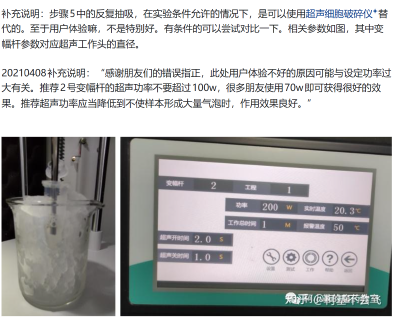 补充说明：步骤5中的反复抽吸，在实验条件允许的情况下，是可以使用超声细胞破碎仪*替
代的。至于用户体验嘛，不是特别好。有条件的可以尝试对比一下。相关参数如图，其中变
幅杆参数对应超声工作头的直径。
20210408补充说明：“感谢朋友们的错误指正，此处用户体验不好的原因可能与设定功率过
大有关。推荐2号变幅杆的超声功率不要超过100w，很多朋友使用70w即可获得很好的效
果。推荐超声功率应当降低到不使样本形成大量气泡时，作用效果良好。”
变幅杆 2 工程 1
功率 200 W 实时温度 20.3℃
工作总时间 1 M 报警温度 50 ℃
超声开时间 2.0 S
超声关时间 1.0 S
知乎